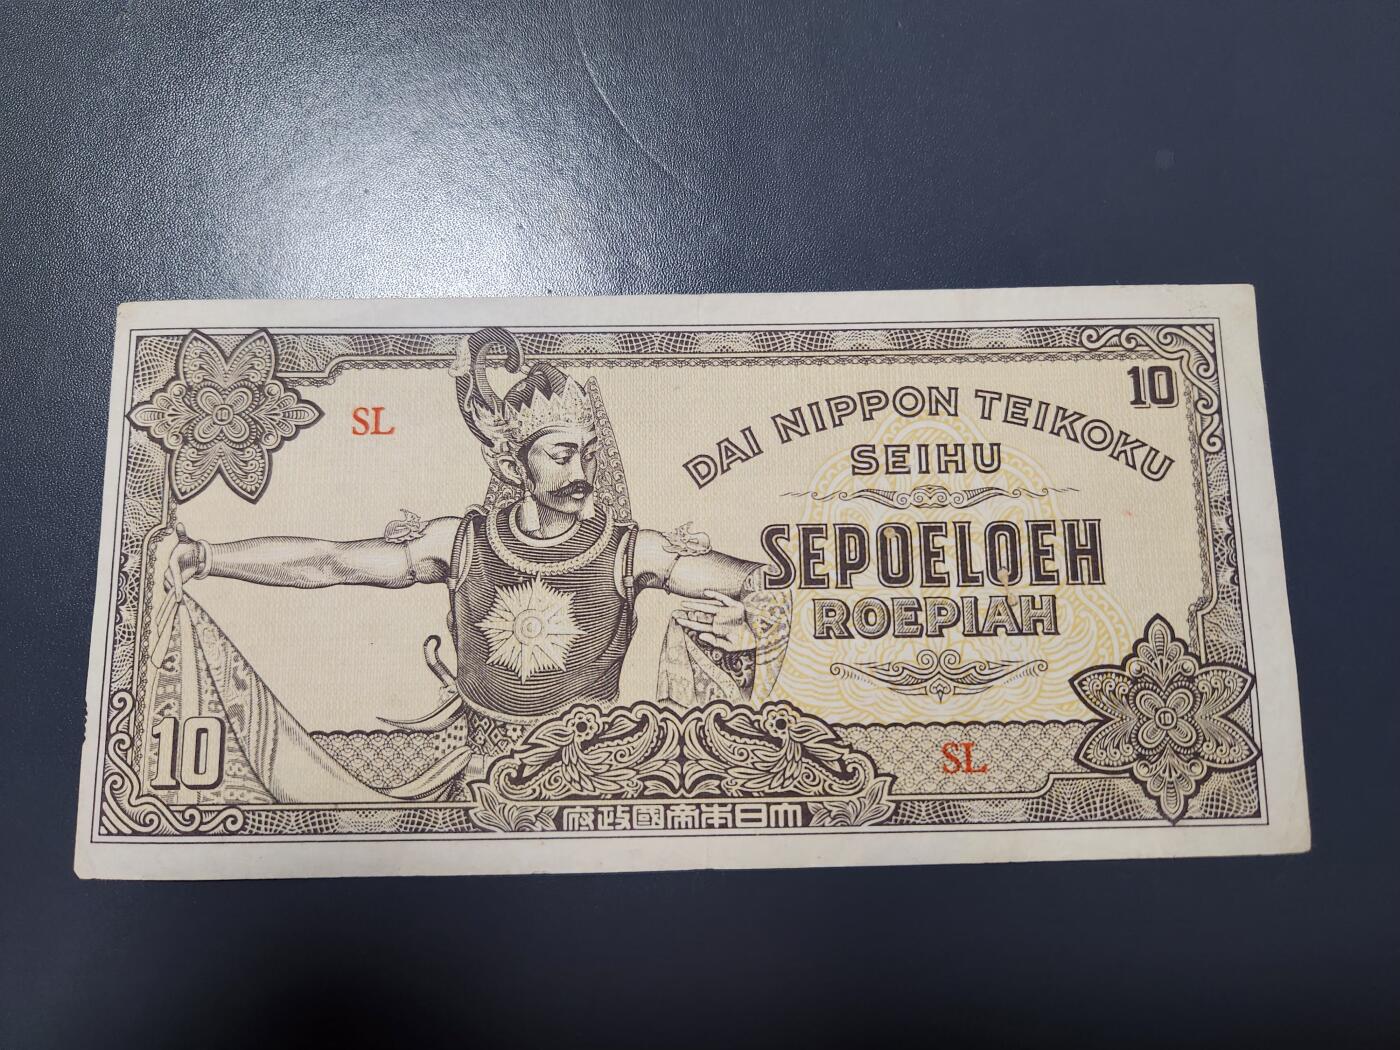 10
SL
DAI NIPPON TEIKOKU
SEIHU
SEPOELOEH
ROEPIAH
10
SL
府政國帝本日大